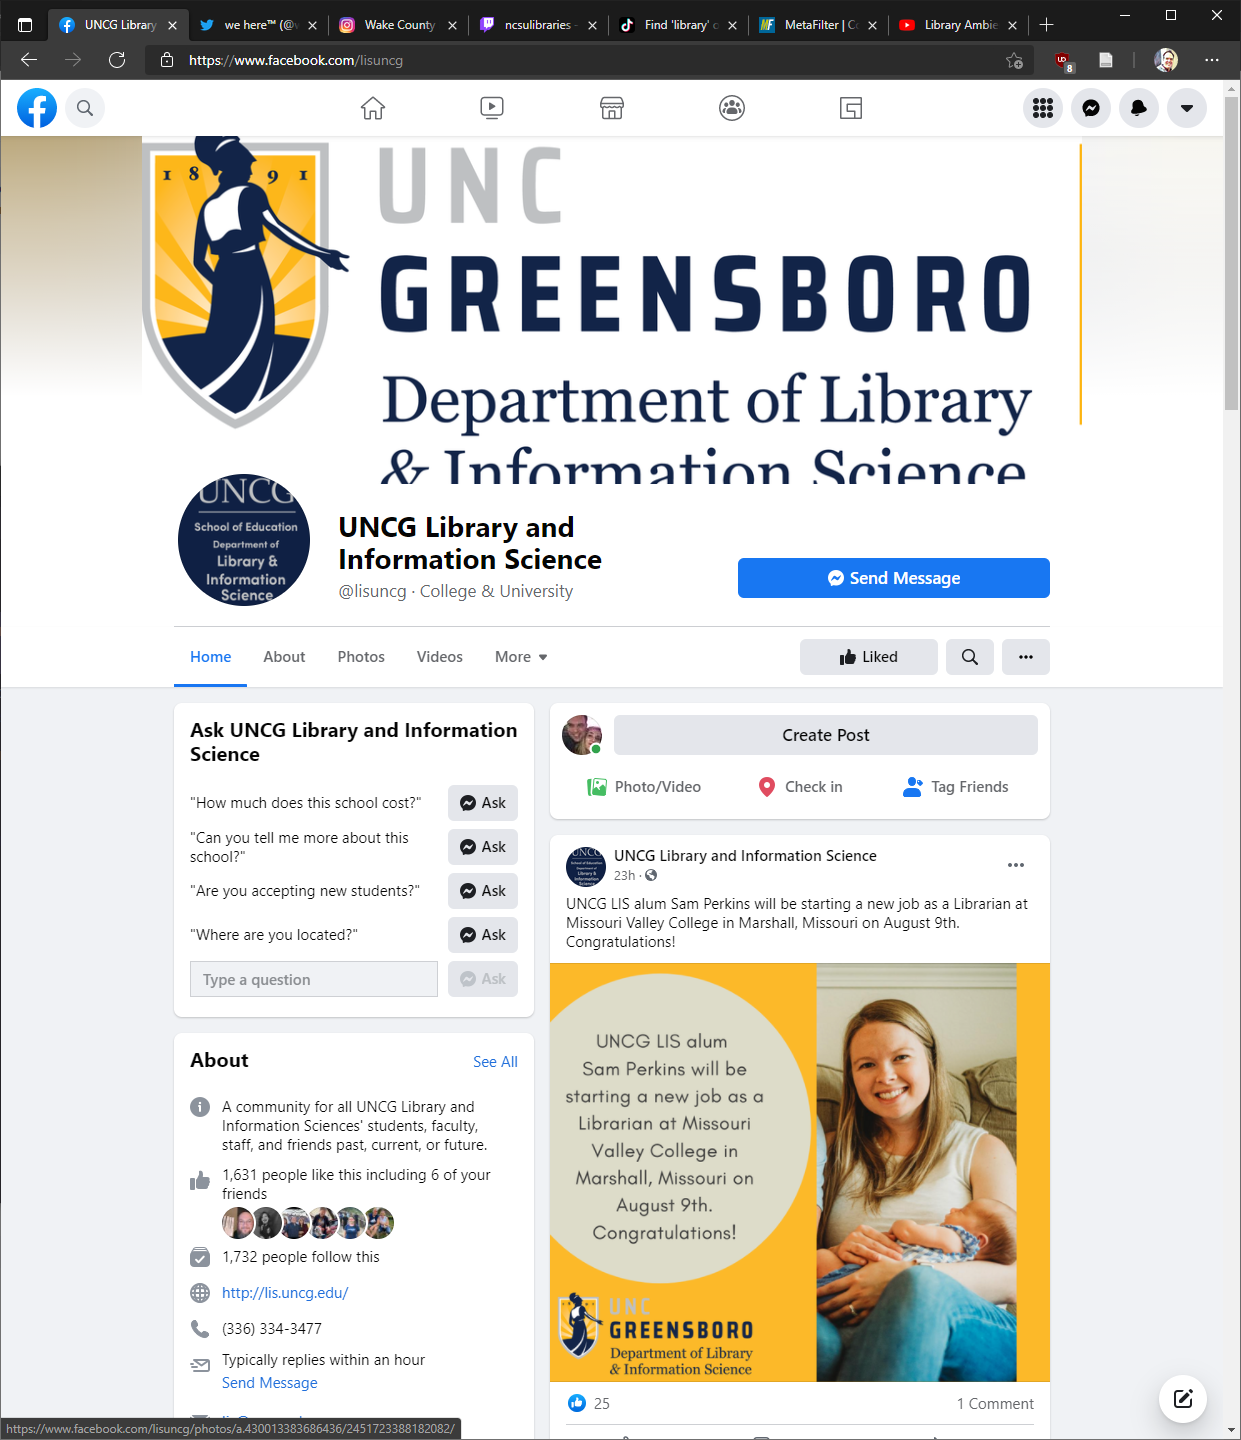 UNCG Library
we here™ (@v
Wake County
ncsulibraries -
Find 'library' o
MetaFilter | Co
Library Ambie
https://www.facebook.com/lisuncg
8
1 8 9 1
UNC
GREENSBORO
Department of Library
& Information Science
UNCG
School of Education
Department of
Library &
Information
Science
UNCG Library and
Information Science
@lisuncg · College & University
Send Message
Home
About
Photos
Videos
More
Liked
Ask UNCG Library and Information
Science
"How much does this school cost?"
Ask
"Can you tell me more about this
school?"
Ask
"Are you accepting new students?"
Ask
"Where are you located?"
Ask
Type a question
Ask
About
See All
A community for all UNCG Library and
Information Sciences' students, faculty,
staff, and friends past, current, or future.
1,631 people like this including 6 of your
friends
1,732 people follow this
http://lis.uncg.edu/
(336) 334-3477
Typically replies within an hour
Send Message
Create Post
Photo/Video
Check in
Tag Friends
UNCG Library and Information Science
23h ·
UNCG LIS alum Sam Perkins will be starting a new job as a Librarian at
Missouri Valley College in Marshall, Missouri on August 9th.
Congratulations!
UNCG LIS alum
Sam Perkins will be
starting a new job as a
Librarian at Missouri
Valley College in
Marshall, Missouri on
August 9th.
Congratulations!
UNC
GREENSBORO
Department of Library
& Information Science
25
1 Comment
https://www.facebook.com/lisuncg/photos/a.430013383686436/2451723388182082/